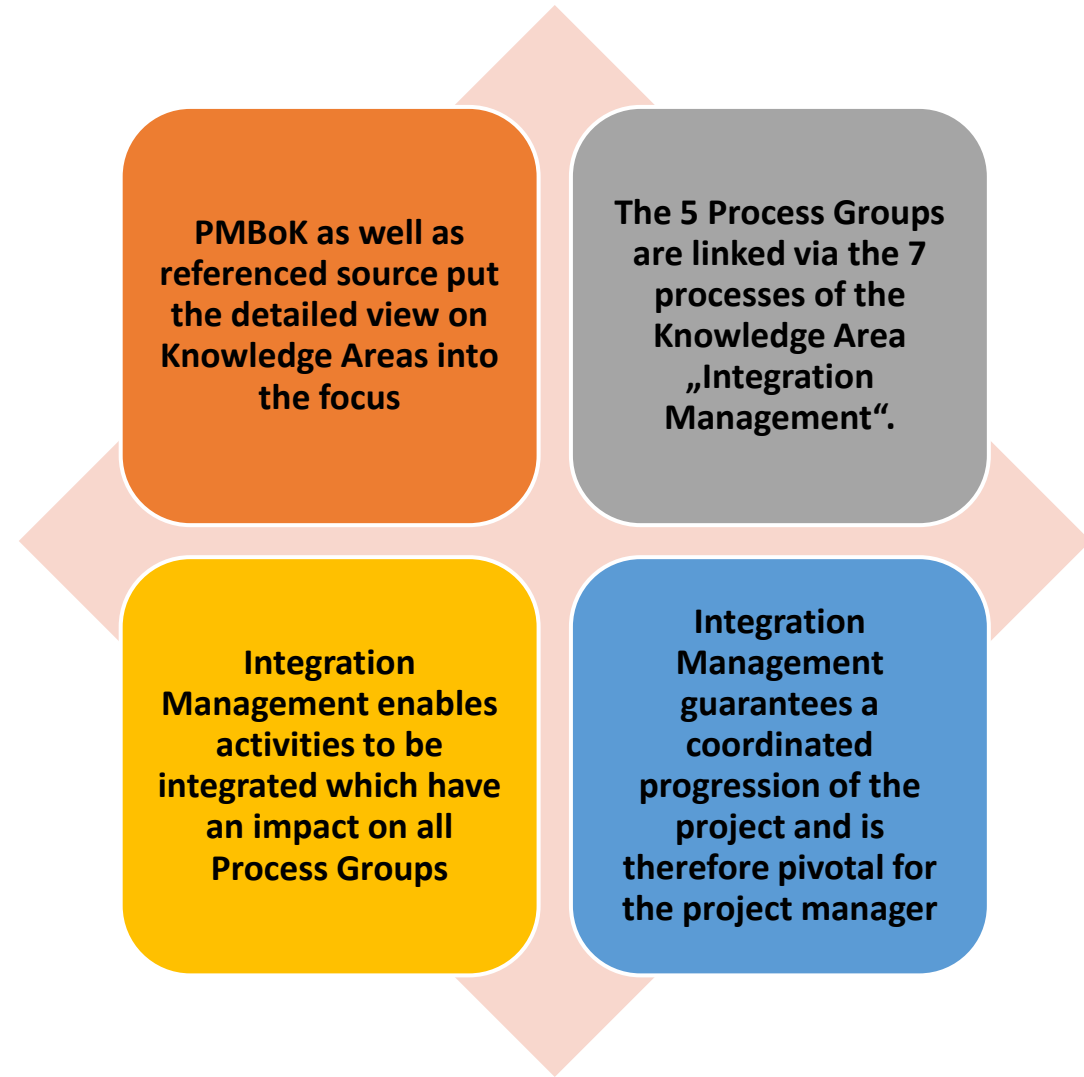 PMBoK as well as
referenced source put
the detailed view on
Knowledge Areas into
the focus
The 5 Process Groups
are linked via the 7
processes of the
Knowledge Area
„Integration
Management“.
Integration
Management enables
activities to be
integrated which have
an impact on all
Process Groups
Integration
Management
guarantees a
coordinated
progression of the
project and is
therefore pivotal for
the project manager